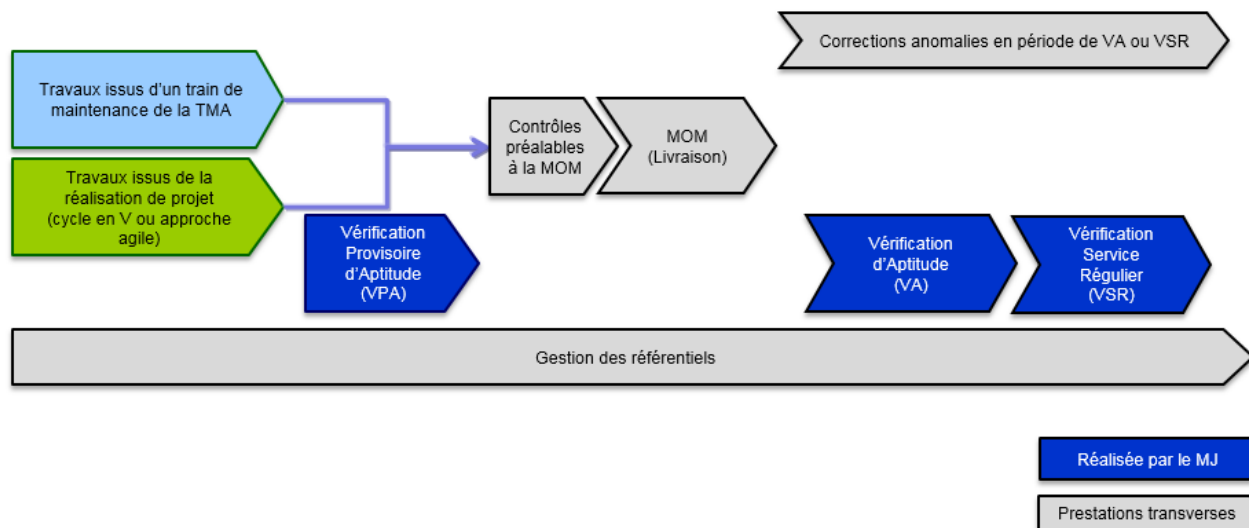 Corrections anomalies en période de VA ou VSR
Travaux issus d'un train de
maintenance de la TMA
Contrôles
préalables
à la MOM
MOM
(Livraison)
Travaux issus de la
réalisation de projet
(cycle en V ou approche
agile)
Vérification
Provisoire
d'Aptitude
(VPA)
Vérification
d'Aptitude
(VA)
Vérification
Service
Régulier
(VSR)
Gestion des référentiels
Réalisée par le MJ
Prestations transverses